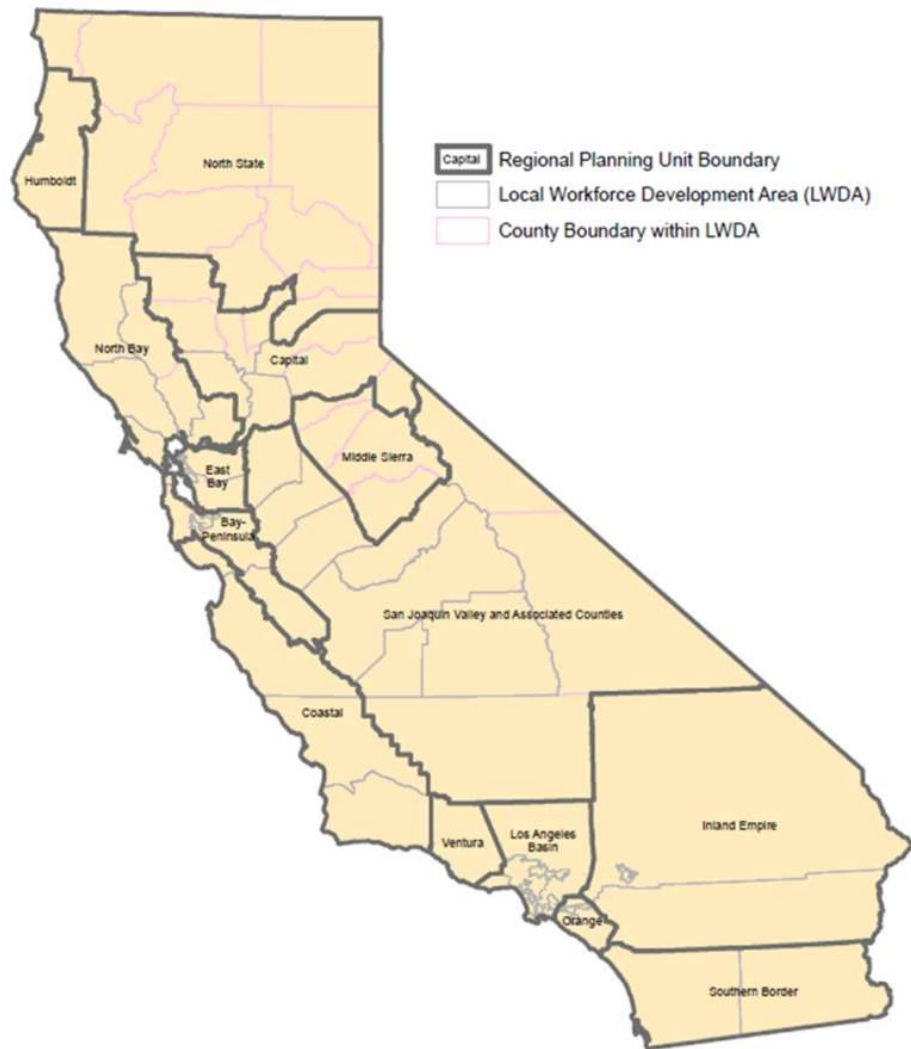 Capital Regional Planning Unit Boundary
Local Workforce Development Area (LWDA)
County Boundary within LWDA
North State
Humboldt
North Bay
Capital
Middle Sierra
East
Bay
Bay-
Peninsula
San Joaquin Valley and Associated Counties
Coastal
Ventura
Los Angeles
Basin
Inland Empire
Orange
Southern Border